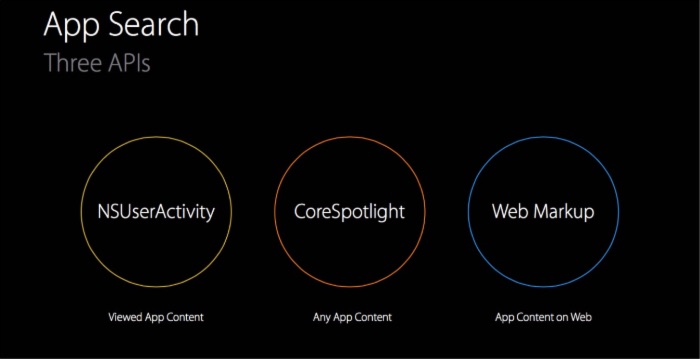 App Search
Three APIs
NSUserActivity
CoreSpotlight
Web Markup
Viewed App Content
Any App Content
App Content on Web